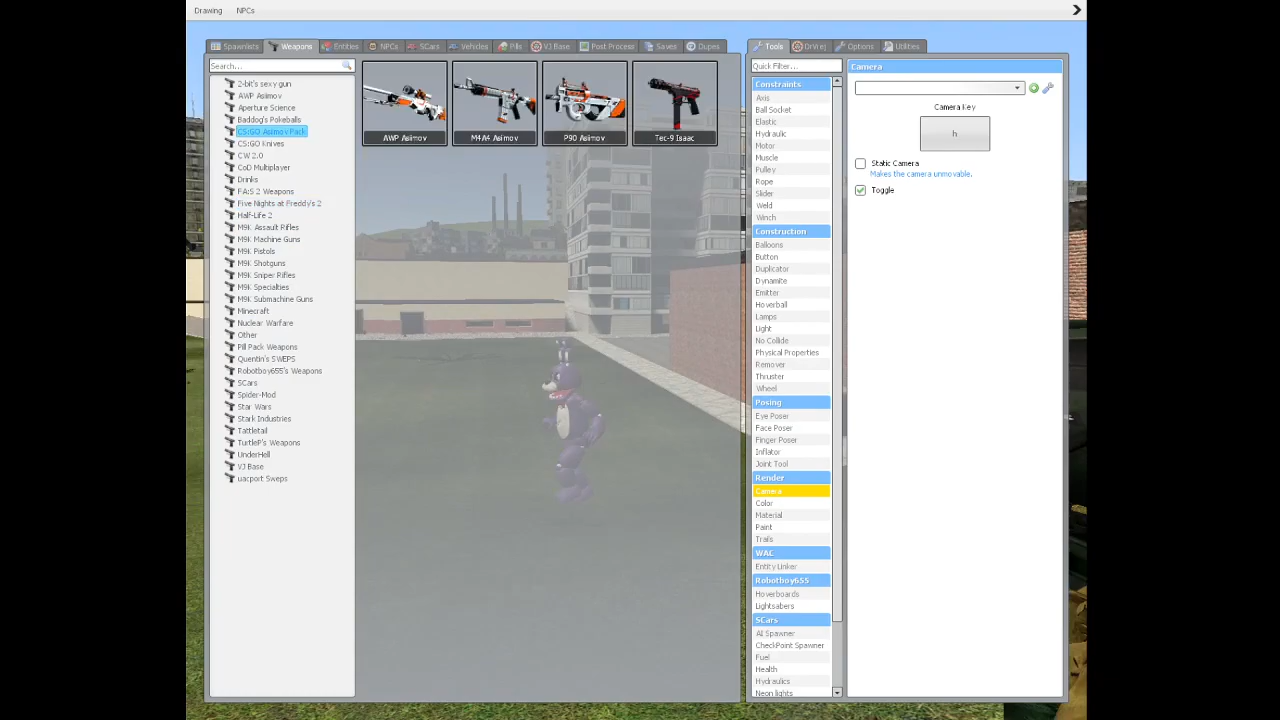 Drawing NPCs
Spawnlists Weapons Entities NPCs SCars Vehicles Pills VJ Base Post Process Saves Dupes
Search...
2-bit's sexy gun
AWP Asimov
Aperture Science
Baddog's Pokeballs
CS:GO Asimov Pack
CS:GO Knives
CW 2.0
CoD Multiplayer
Drinks
F.A:S 2 Weapons
Five Nights at Freddy's 2
Half-Life 2
M9K Assault Rifles
M9K Machine Guns
M9K Pistols
M9K Shotguns
M9K Sniper Rifles
M9K Specialties
M9K Submachine Guns
Minecraft
Nuclear Warfare
Other
Pill Pack Weapons
Quentin's SWEPS
Robotboy655's Weapons
SCars
Spider-Mod
Star Wars
Stark Industries
Tattletail
TurtleP's Weapons
UnderHell
VJ Base
uacport Sweps
AWP Asimov
M4A4 Asimov
P90 Asimov
Tec-9 Isaac
Tools DrVrej Options Utilities
Quick Filter...
Constraints
Axis
Ball Socket
Elastic
Hydraulic
Motor
Muscle
Pulley
Rope
Slider
Weld
Winch
Construction
Balloons
Button
Duplicator
Dynamite
Emitter
Hoverball
Lamps
Light
No Collide
Physical Properties
Remover
Thruster
Wheel
Posing
Eye Poser
Face Poser
Finger Poser
Inflator
Joint Tool
Render
Camera
Color
Material
Paint
Trails
WAC
Entity Linker
Robotboy655
Hoverboards
Lightsabers
SCars
AI Spawner
CheckPoint Spawner
Fuel
Health
Hydraulics
Neon lights
Camera
Camera Key
h
Static Camera
Makes the camera unmovable.
Toggle